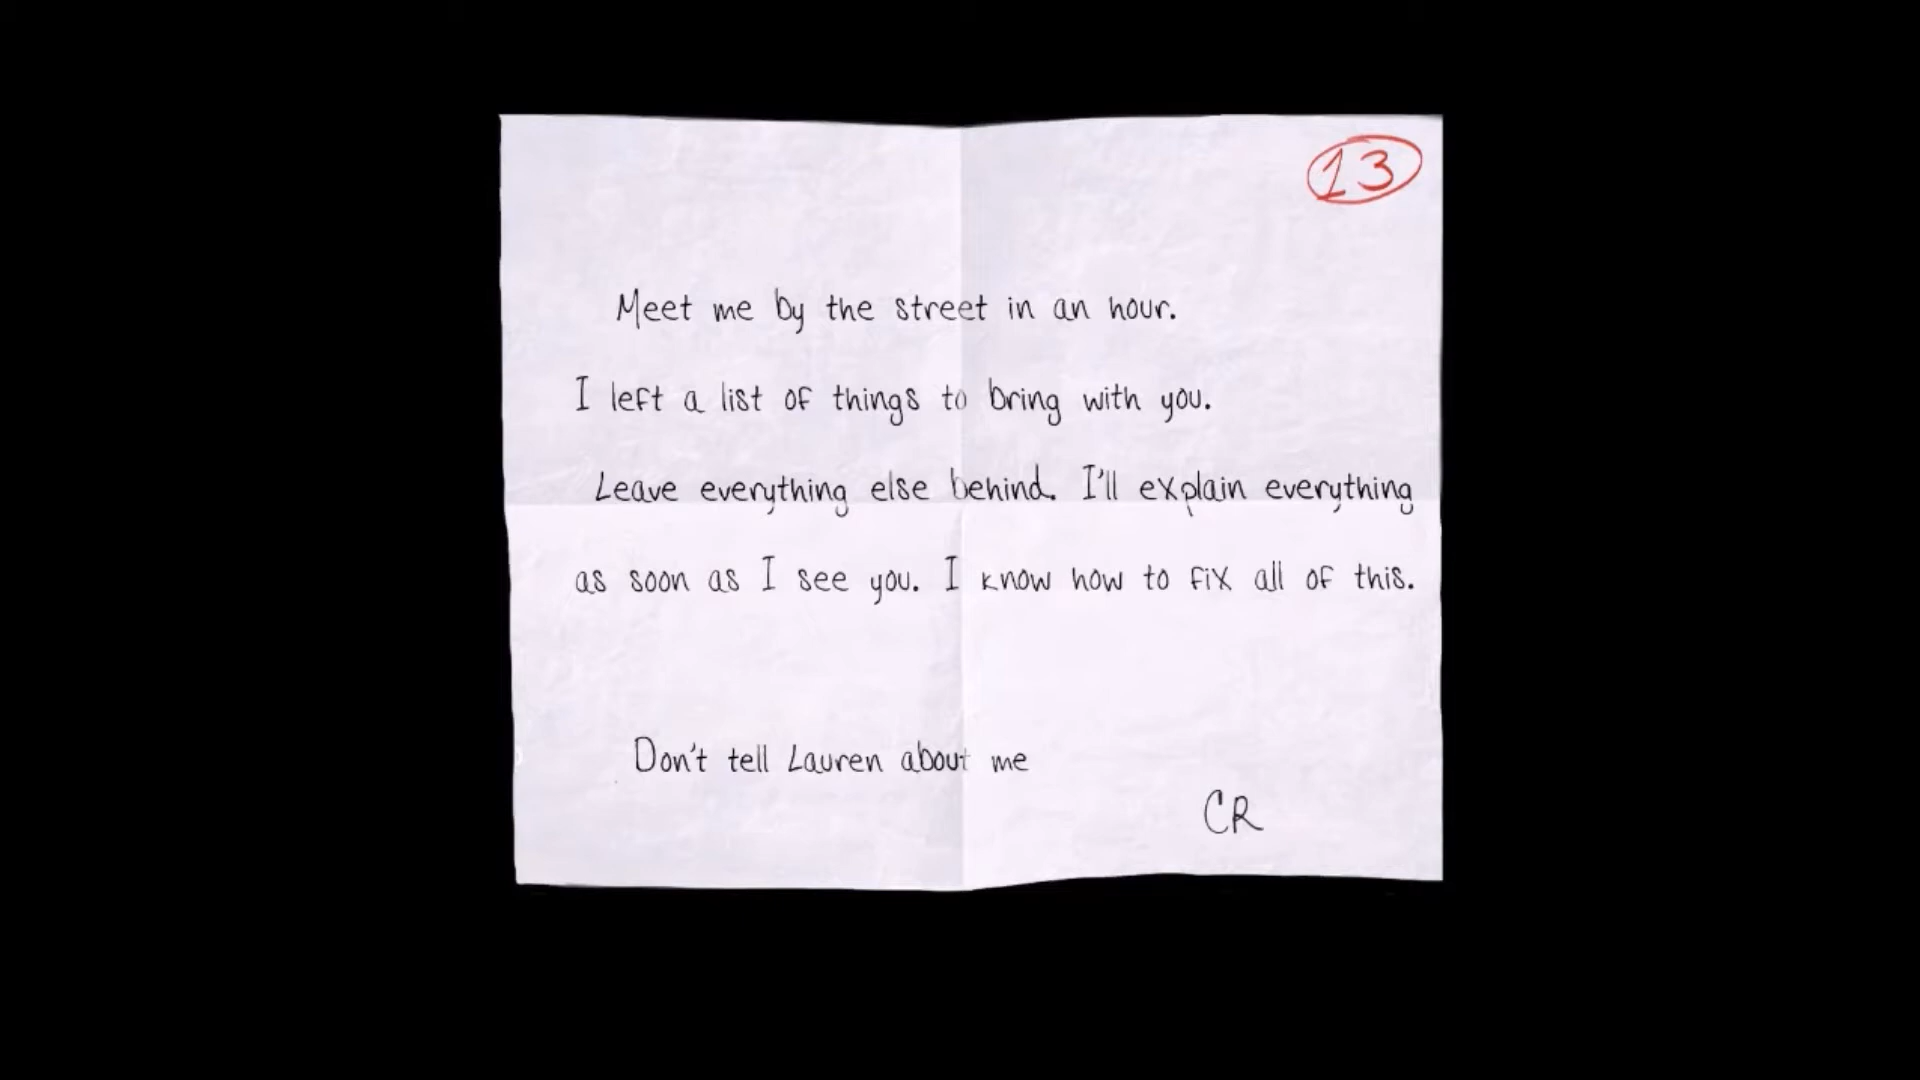 13
Meet me by the street in an hour.
I left a list of things to bring with you.
Leave everything else behind. I'll explain everything
as soon as I see you. I know how to fix all of this.
Don't tell Lauren about me
CR